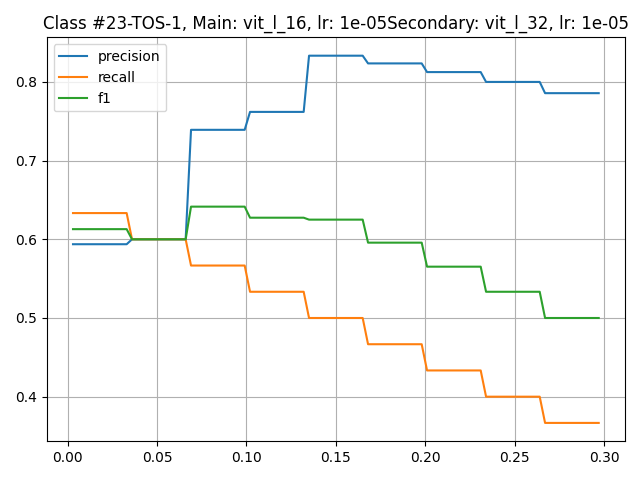 Class #23-TOS-1, Main: vit_l_16, lr: 1e-05Secondary: vit_l_32, lr: 1e-05
precision
recall
f1
0.8
0.7
0.6
0.5
0.4
0.00 0.05 0.10 0.15 0.20 0.25 0.30